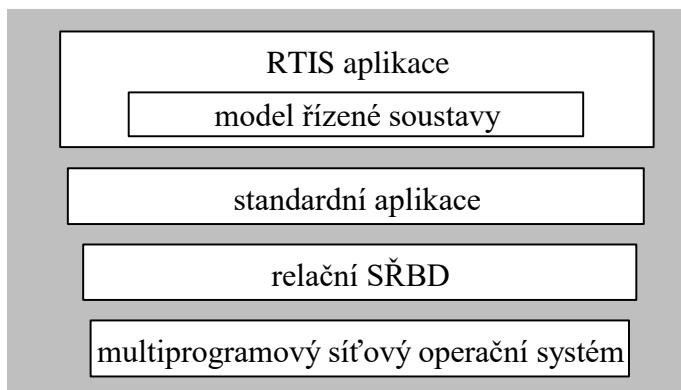 RTIS aplikace
model řízené soustavy
standardní aplikace
relační SŘBD
multiprogramový síťový operační systém